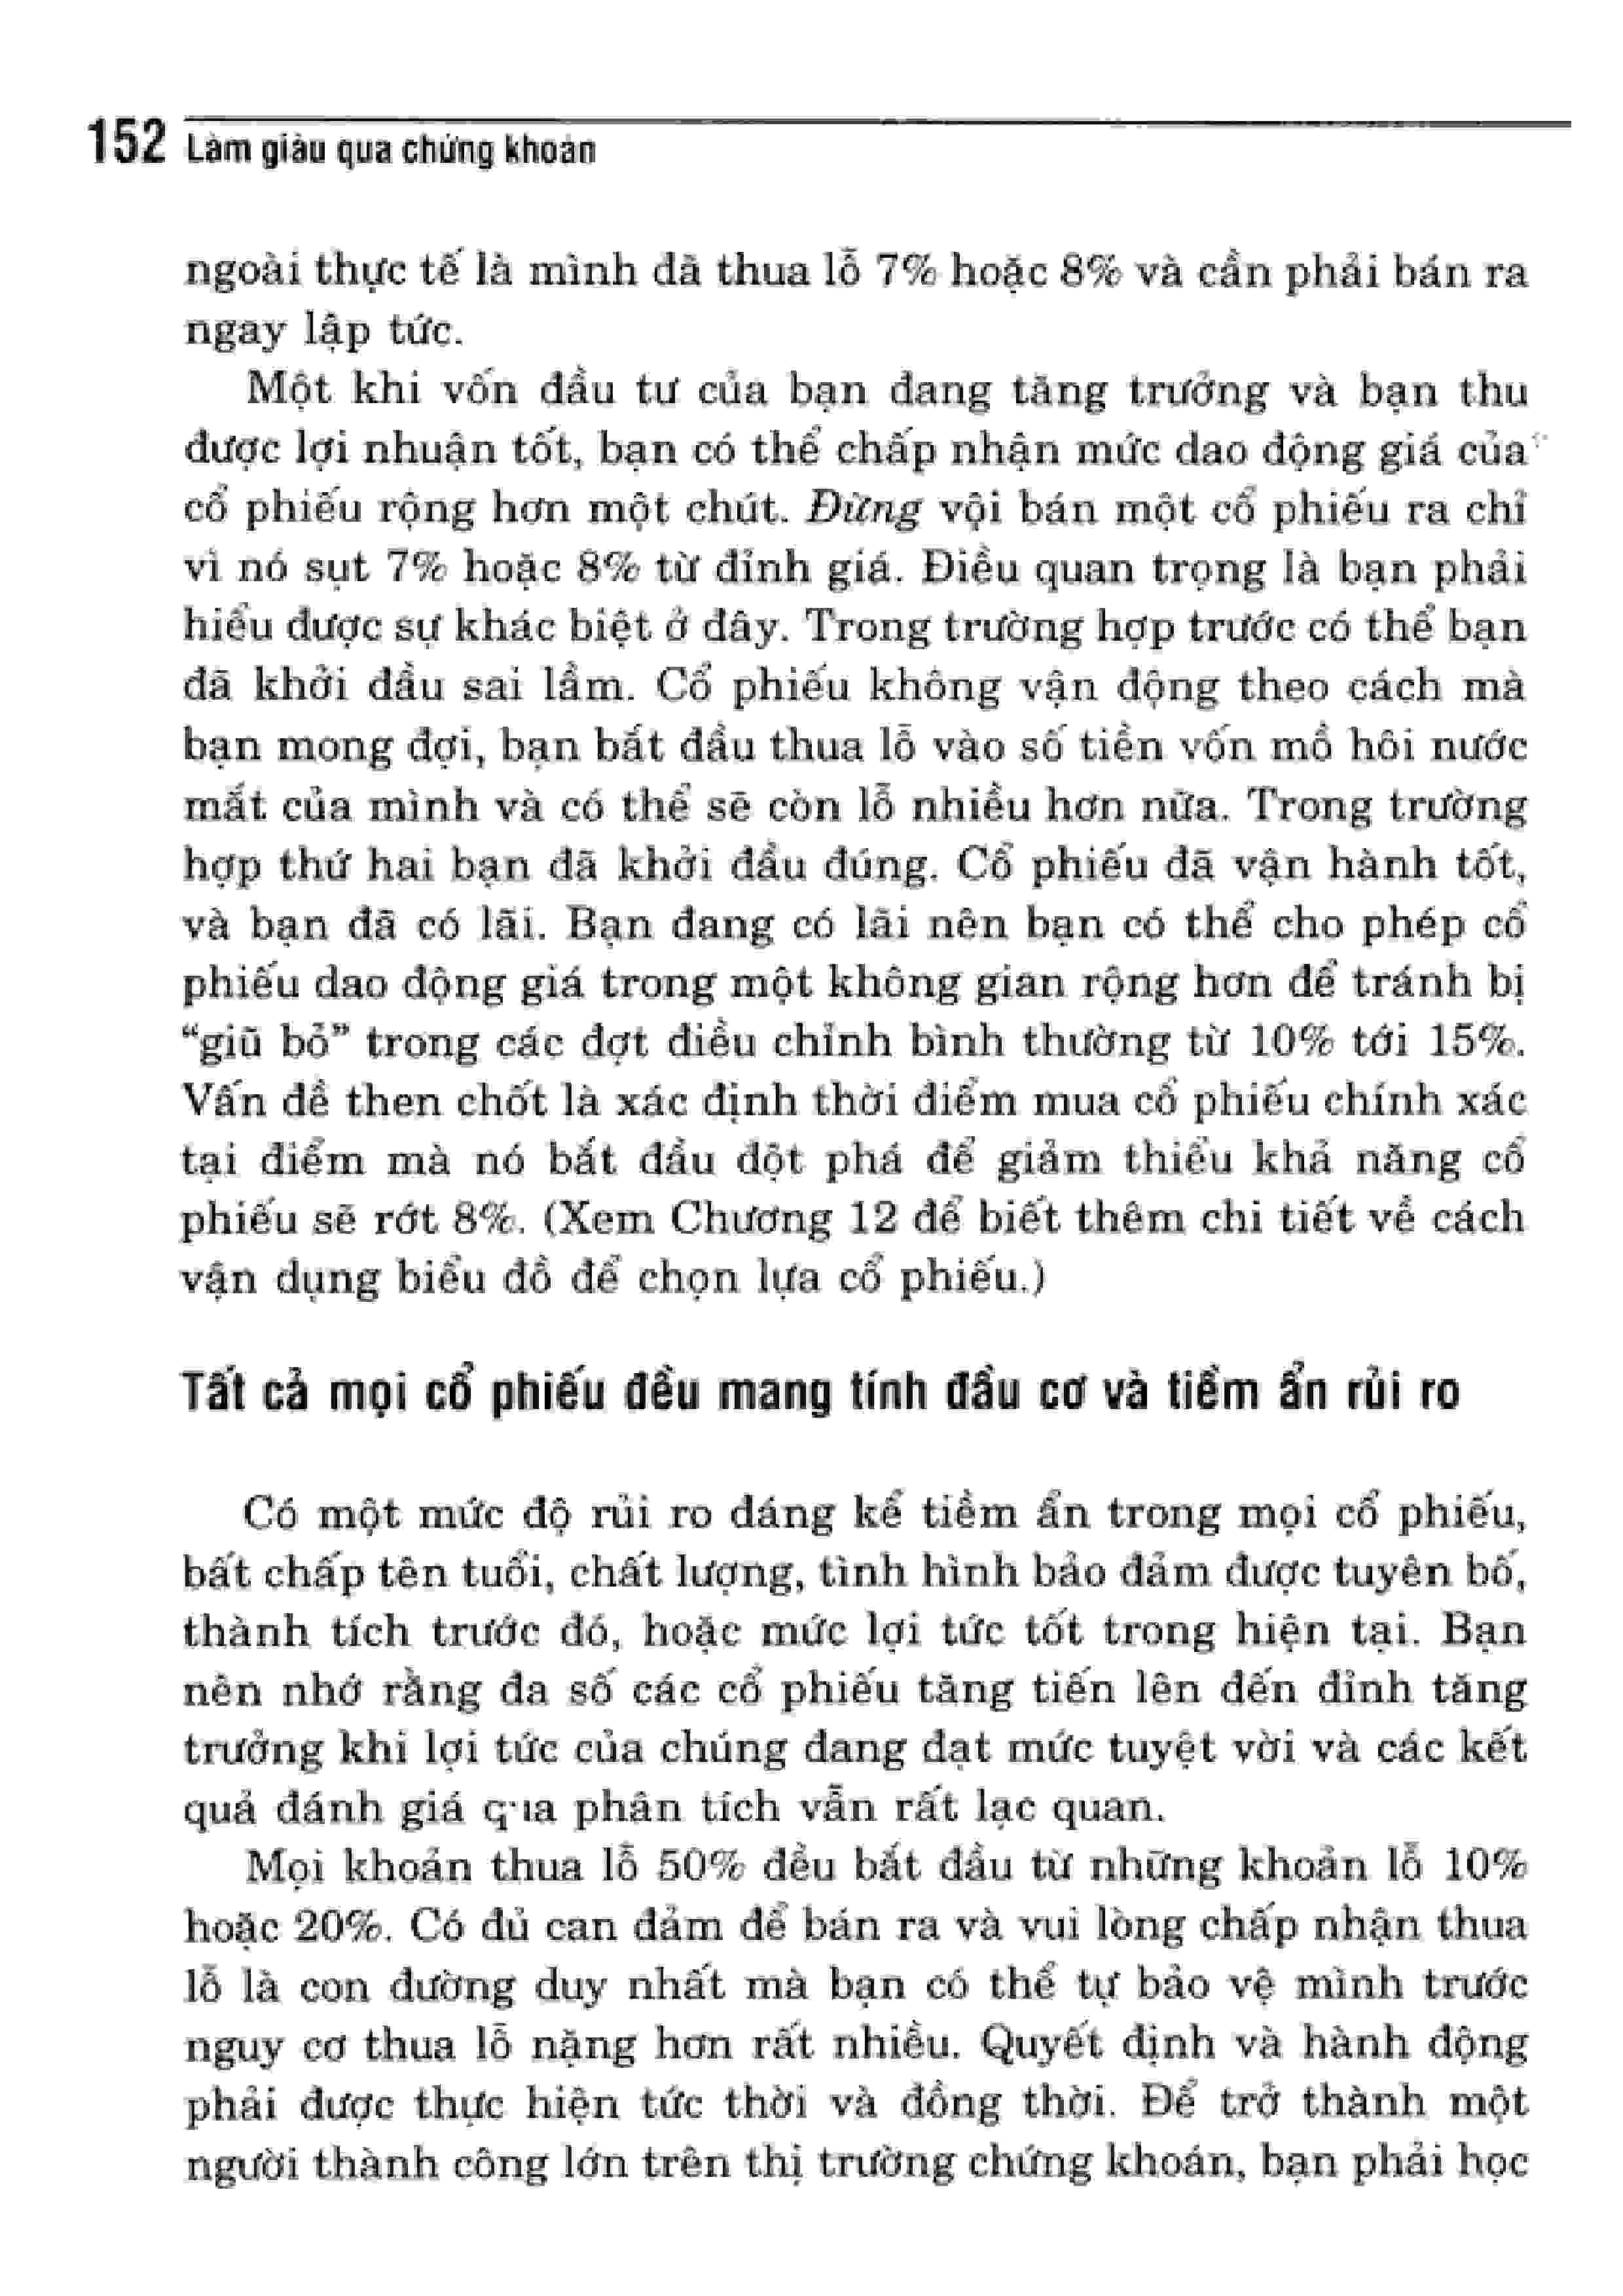 152 Làm giàu qua chứng khoán
ngoài thực tế là mình đã thua lỗ 7% hoặc 8% và cần phải bán ra
ngay lập tức.
Một khi vốn đầu tư của bạn đang tăng trưởng và bạn thu
được lợi nhuận tốt, bạn có thể chấp nhận mức dao động giá của
cổ phiếu rộng hơn một chút. Đừng vội bán một cổ phiếu ra chỉ
vì nó sụt 7% hoặc 8% từ đỉnh giá. Điều quan trọng là bạn phải
hiểu được sự khác biệt ở đây. Trong trường hợp trước có thể bạn
đã khởi đầu sai lầm. Cổ phiếu không vận động theo cách mà
bạn mong đợi, bạn bắt đầu thua lỗ vào số tiền vốn mồ hôi nước
mắt của mình và có thể sẽ còn lỗ nhiều hơn nữa. Trong trường
hợp thứ hai bạn đã khởi đầu đúng. Cổ phiếu đã vận hành tốt,
và bạn đã có lãi. Bạn đang có lãi nên bạn có thể cho phép cổ
phiếu dao động giá trong một không gian rộng hơn để tránh bị
“giũ bỏ” trong các đợt điều chỉnh bình thường từ 10% tới 15%.
Vấn đề then chốt là xác định thời điểm mua cổ phiếu chính xác
tại điểm mà nó bắt đầu đột phá để giảm thiểu khả năng cổ
phiếu sẽ rớt 8%. (Xem Chương 12 để biết thêm chi tiết về cách
vận dụng biểu đồ để chọn lựa cổ phiếu.)
Tất cả mọi cổ phiếu đều mang tính đầu cơ và tiềm ẩn rủi ro
Có một mức độ rủi ro đáng kể tiềm ẩn trong mọi cổ phiếu,
bất chấp tên tuổi, chất lượng, tình hình bảo đảm được tuyên bố,
thành tích trước đó, hoặc mức lợi tức tốt trong hiện tại. Bạn
nên nhớ rằng đa số các cổ phiếu tăng tiến lên đến đỉnh tăng
trưởng khi lợi tức của chúng đang đạt mức tuyệt vời và các kết
quả đánh giá qua phân tích vẫn rất lạc quan.
Mọi khoản thua lỗ 50% đều bắt đầu từ những khoản lỗ 10%
hoặc 20%. Có đủ can đảm để bán ra và vui lòng chấp nhận thua
lỗ là con đường duy nhất mà bạn có thể tự bảo vệ mình trước
nguy cơ thua lỗ nặng hơn rất nhiều. Quyết định và hành động
phải được thực hiện tức thời và đồng thời. Để trở thành một
người thành công lớn trên thị trường chứng khoán, bạn phải học